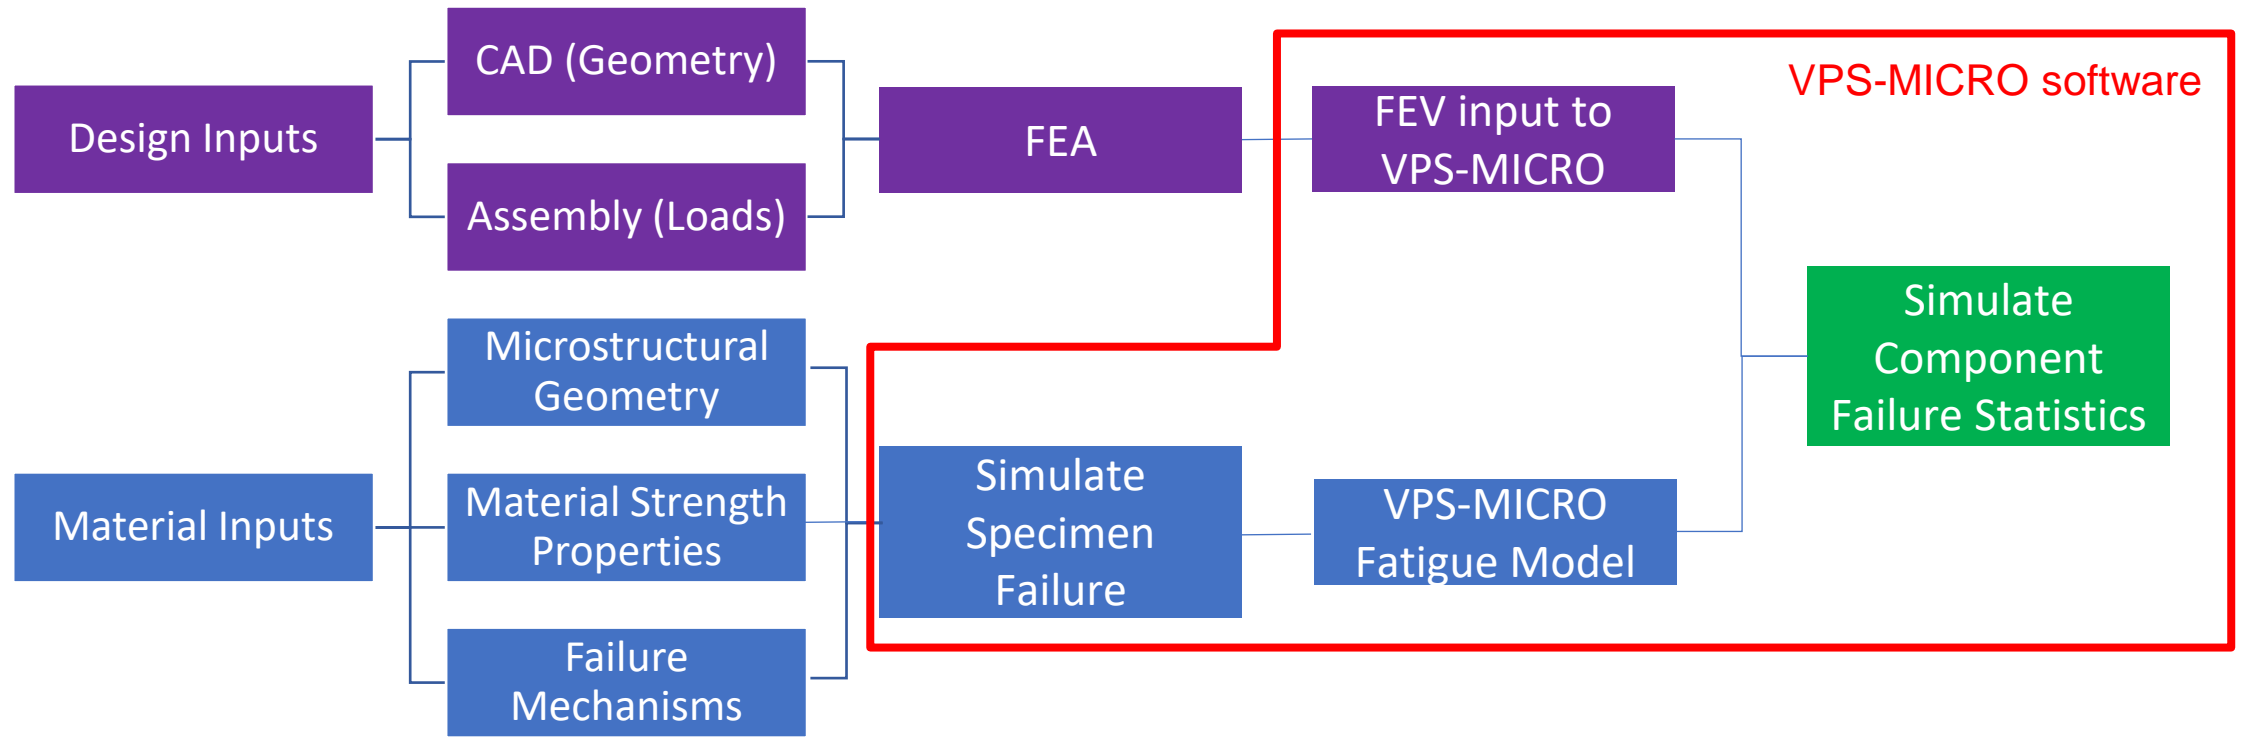 Design Inputs
CAD (Geometry)
Assembly (Loads)
FEA
VPS-MICRO software
FEV input to
VPS-MICRO
Simulate
Component
Failure Statistics
Material Inputs
Microstructural
Geometry
Material Strength
Properties
Failure
Mechanisms
Simulate
Specimen
Failure
VPS-MICRO
Fatigue Model